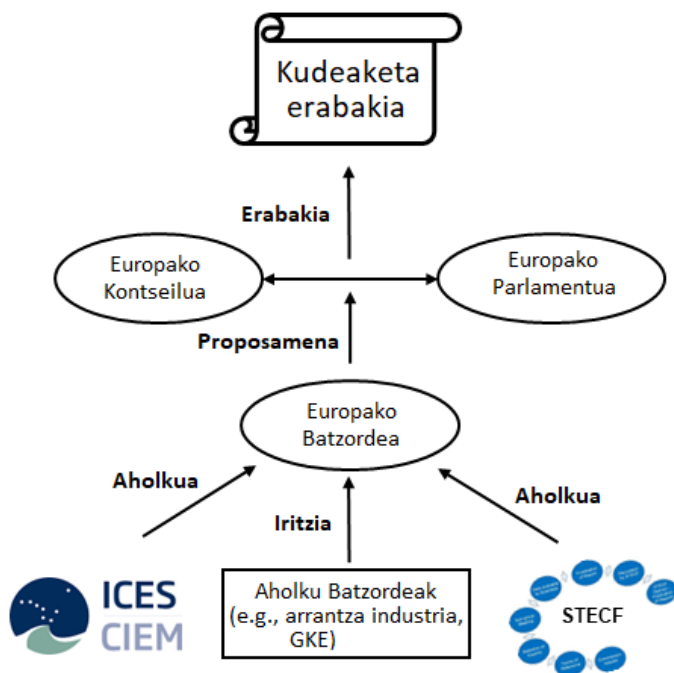 Kudeaketa
erabakia
Erabakia
Europako
Kontseilua
Europako
Parlamentua
Proposamena
Europako
Batzordea
Aholkua
Iritzia
Aholkua
ICES
CIEM
Aholku Batzordeak
(e.g., arrantza industria,
GKE)
STECF